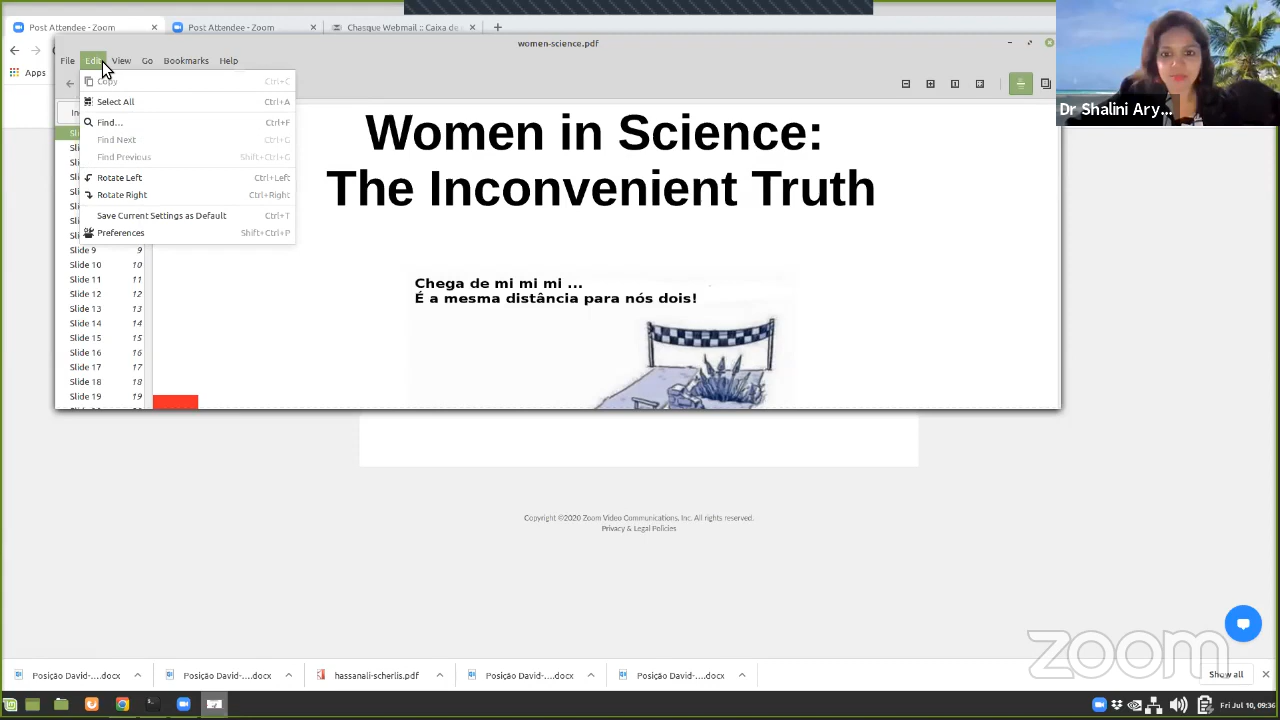 Post Attendee - Zoom
Post Attendee - Zoom
Chasque Webmail :: Caixa de
women-science.pdf
File Edit View Go Bookmarks Help
Apps
Copy Ctrl+C
Select All Ctrl+A
Find... Ctrl+F
Find Next Ctrl+G
Find Previous Shift+Ctrl+G
Rotate Left Ctrl+Left
Rotate Right Ctrl+Right
Save Current Settings as Default Ctrl+T
Preferences Shift+Ctrl+P
Slide 9 9
Slide 10 10
Slide 11 11
Slide 12 12
Slide 13 13
Slide 14 14
Slide 15 15
Slide 16 16
Slide 17 17
Slide 18 18
Slide 19 19
Women in Science:
The Inconvenient Truth
Chega de mi mi mi ...
É a mesma distância para nós dois!
Dr Shalini Ary...
Copyright ©2020 Zoom Video Communications, Inc. All rights reserved.
Privacy & Legal Policies
zoom
Posição David-....docx
Posição David-....docx
hassanein-scherlis.pdf
Posição David-....docx
Posição David-....docx
Show all
Fri Jul 10, 09:36